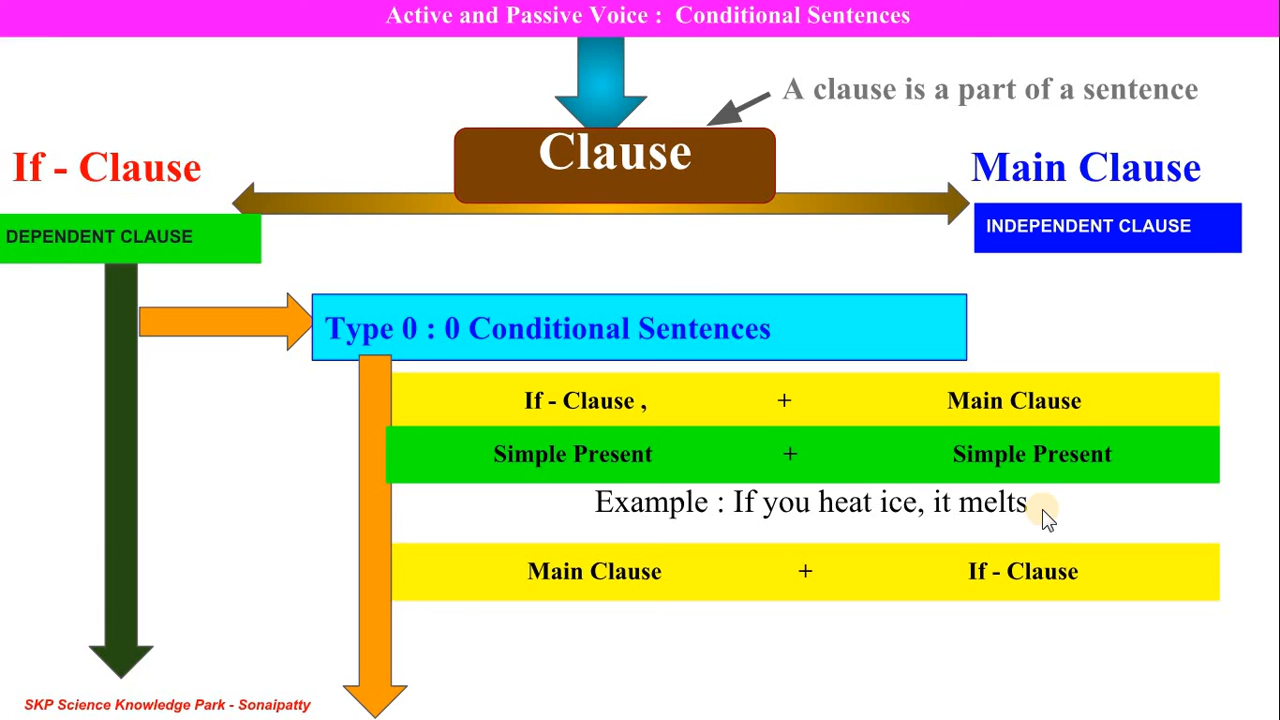 Active and Passive Voice : Conditional Sentences
A clause is a part of a sentence
Clause
If - Clause
Main Clause
DEPENDENT CLAUSE
INDEPENDENT CLAUSE
Type 0 : 0 Conditional Sentences
If - Clause , + Main Clause
Simple Present + Simple Present
Example : If you heat ice, it melts
Main Clause + If - Clause
SKP Science Knowledge Park - Sonaipatty